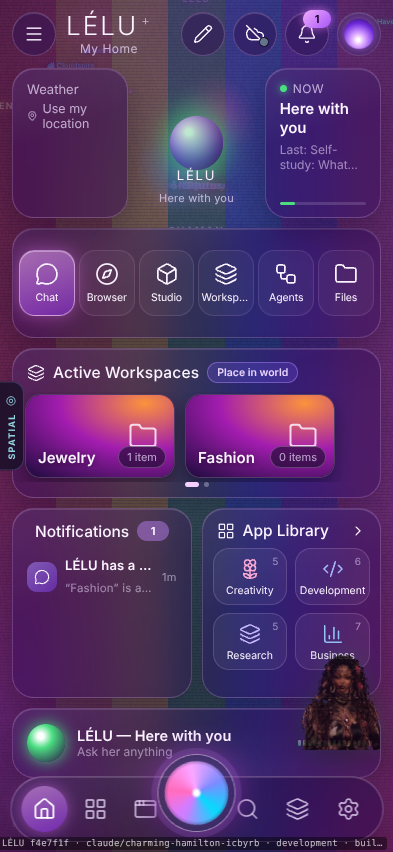 LÉLU +
My Home
1
Weather
Use my
location
LÉLU
Here with you
NOW
Here with
you
Last: Self-
study: What…
Chat
Browser
Studio
Worksp…
Agents
Files
Active Workspaces
Place in world
SPATIAL
Jewelry
1 item
Fashion
0 items
Notifications
1
LÉLU has a …
“Fashion” is a…
1m
App Library
5
Creativity
6
Development
5
Research
7
Business
LÉLU — Here with you
Ask her anything
LÉLU f4e7f1f · claude/charming-hamilton-icbyrb · development · buil…